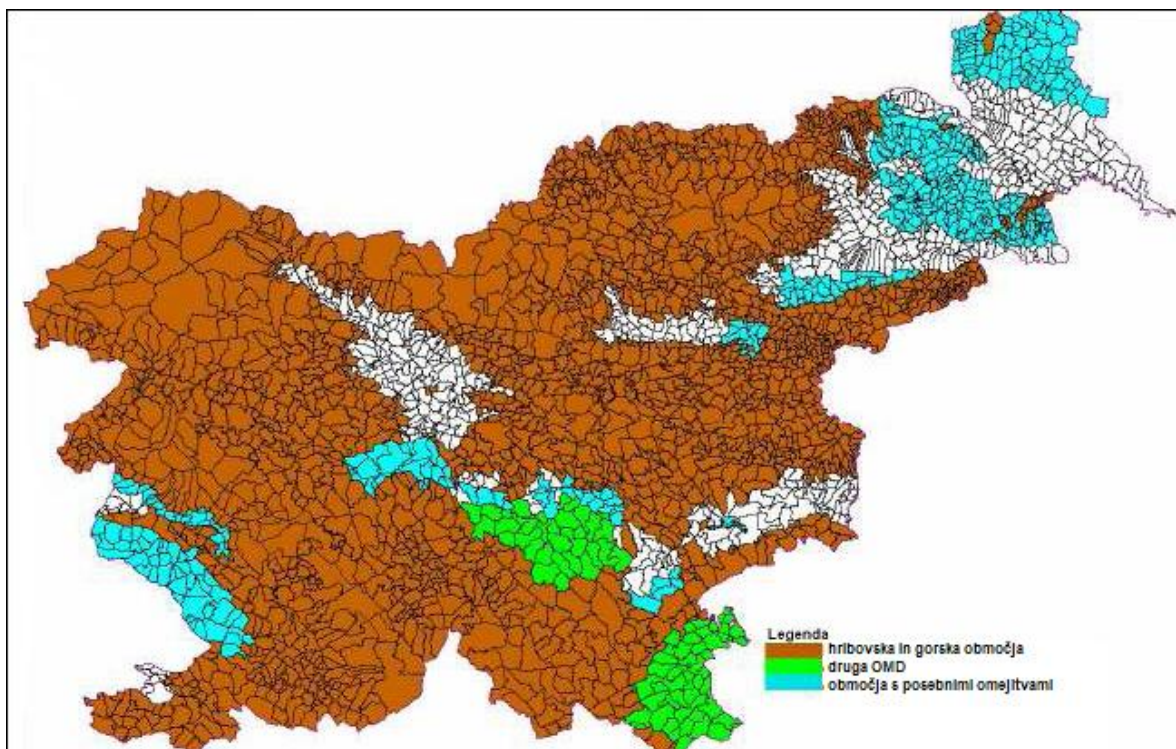 Legenda
hribovska in gorska območja
druga OMD
območja s posebnimi omejitvami